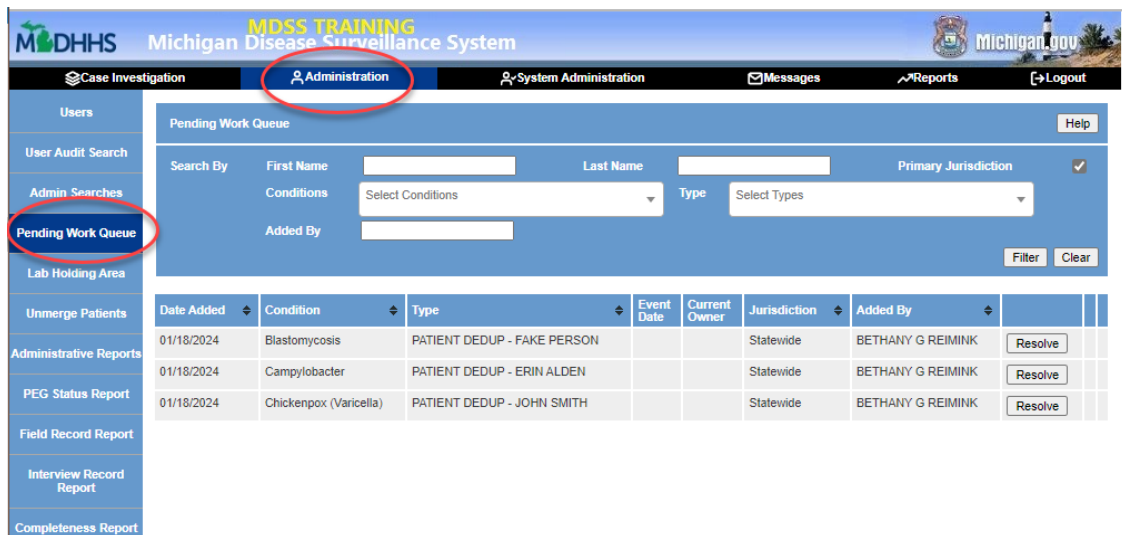 MDSS TRAINING
MDHHS Michigan Disease Surveillance System Michigan.gov
Case Investigation Administration System Administration Messages Reports Logout
Users
User Audit Search
Admin Searches
Pending Work Queue
Lab Holding Area
Unmerge Patients
Administrative Reports
PEG Status Report
Field Record Report
Interview Record
Report
Completeness Report
Pending Work Queue Help
Search By First Name Last Name Primary Jurisdiction
Conditions Select Conditions Type Select Types
Added By
Filter Clear
Date Added Condition Type Event Date Current Owner Jurisdiction Added By
01/18/2024 Blastomycosis PATIENT DEDUP - FAKE PERSON Statewide BETHANY G REIMINK Resolve
01/18/2024 Campylobacter PATIENT DEDUP - ERIN ALDEN Statewide BETHANY G REIMINK Resolve
01/18/2024 Chickenpox (Varicella) PATIENT DEDUP - JOHN SMITH Statewide BETHANY G REIMINK Resolve